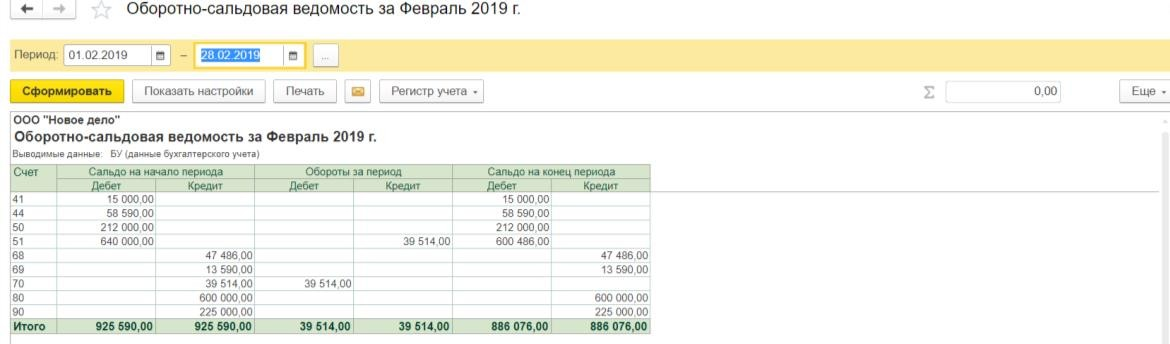 Оборотно-сальдовая ведомость за Февраль 2019 г.
Период: 01.02.2019 – 28.02.2019 ...
Сформировать Показать настройки Печать Регистр учета Σ 0,00 Еще
ООО "Новое дело"
Оборотно-сальдовая ведомость за Февраль 2019 г.
Выводимые данные: БУ (данные бухгалтерского учета)
Счет Сальдо на начало периода Обороты за период Сальдо на конец периода
Дебет Кредит Дебет Кредит Дебет Кредит
41 15 000,00 15 000,00
44 58 590,00 58 590,00
50 212 000,00 212 000,00
51 640 000,00 39 514,00 600 486,00
68 47 486,00 47 486,00
69 13 590,00 13 590,00
70 39 514,00 39 514,00
80 600 000,00 600 000,00
90 225 000,00 225 000,00
Итого 925 590,00 925 590,00 39 514,00 39 514,00 886 076,00 886 076,00